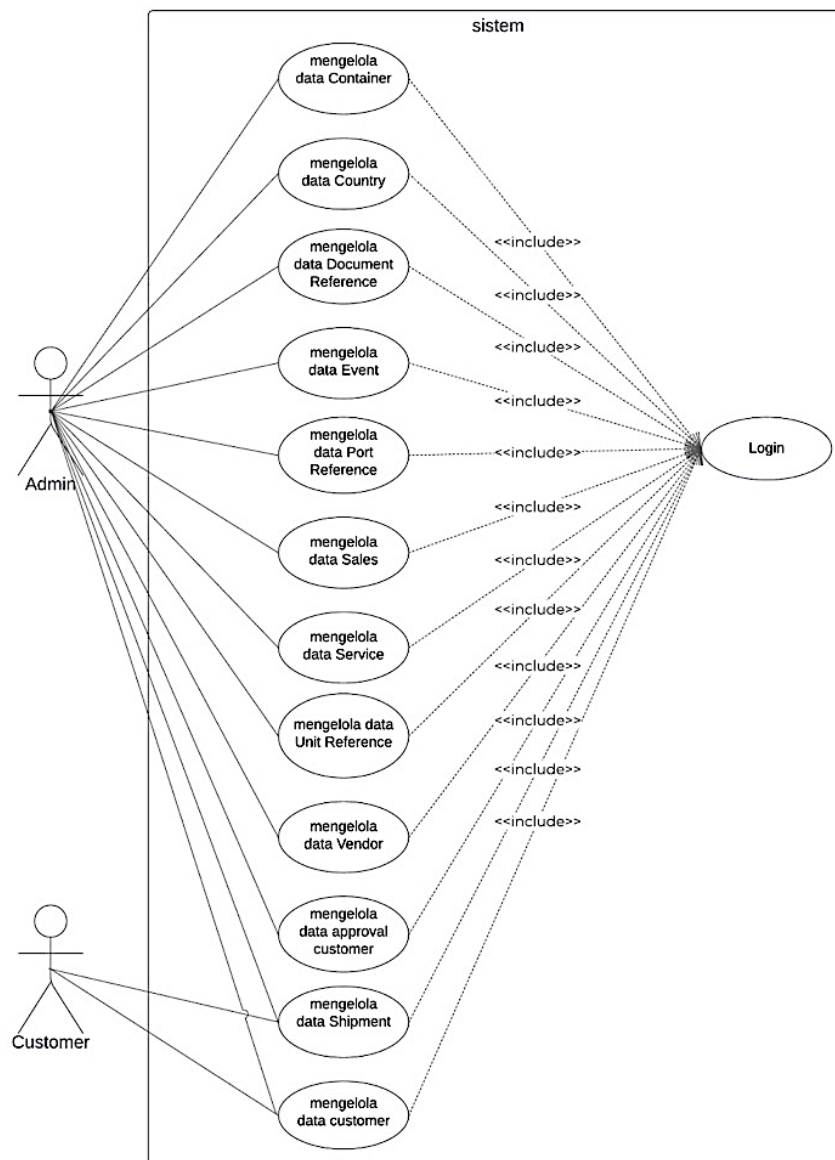 sistem
mengelola
data Container
mengelola
data Country
<<include>>
mengelola
data Document
Reference
<<include>>
<<include>>
mengelola
data Event
<<include>>
mengelola
data Port
Reference
<<include>>
Login
Admin
<<include>>
mengelola
data Sales
<<include>>
<<include>>
mengelola
data Service
<<include>>
mengelola data
Unit Reference
<<include>>
<<include>>
mengelola
data Vendor
<<include>>
mengelola
data approval
customer
mengelola
data Shipment
Customer
mengelola
data customer